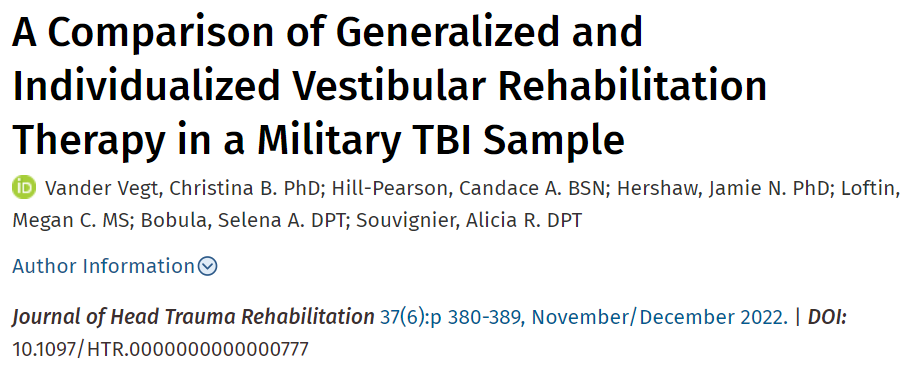 A Comparison of Generalized and
Individualized Vestibular Rehabilitation
Therapy in a Military TBI Sample
iD Vander Vegt, Christina B. PhD; Hill-Pearson, Candace A. BSN; Hershaw, Jamie N. PhD; Loftin,
Megan C. MS; Bobula, Selena A. DPT; Souvignier, Alicia R. DPT
Author Information
Journal of Head Trauma Rehabilitation 37(6):p 380-389, November/December 2022. | DOI:
10.1097/HTR.0000000000000777